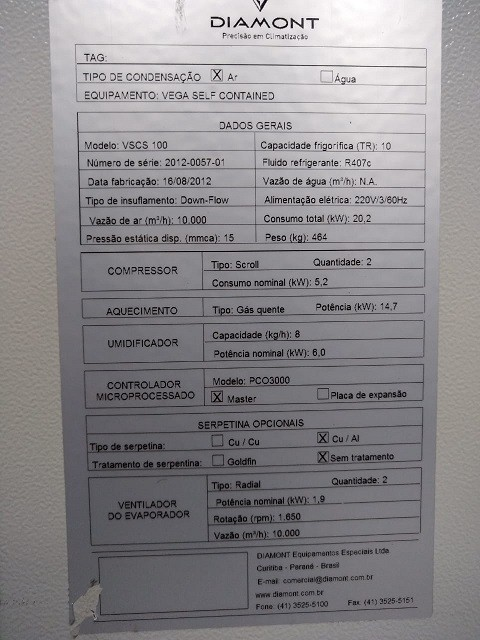 DIAMONT
Precisão em Climatização
TAG:
TIPO DE CONDENSAÇÃO X Ar Água
EQUIPAMENTO: VEGA SELF CONTAINED
DADOS GERAIS
Modelo: VSCS 100 Capacidade frigorífica (TR): 10
Número de série: 2012-0057-01 Fluido refrigerante: R407c
Data fabricação: 16/08/2012 Vazão de água (m³/h): N.A.
Tipo de insuflamento: Down-Flow Alimentação elétrica: 220V/3/60Hz
Vazão de ar (m³/h): 10.000 Consumo total (kW): 20,2
Pressão estática disp. (mmca): 15 Peso (kg): 464
COMPRESSOR Tipo: Scroll Quantidade: 2
Consumo nominal (kW): 5,2
AQUECIMENTO Tipo: Gás quente Potência (kW): 14,7
UMIDIFICADOR Capacidade (kg/h): 8
Potência nominal (kW): 6,0
CONTROLADOR MICROPROCESSADO Modelo: PCO3000
X Master Placa de expansão
SERPETINA OPCIONAIS
Tipo de serpetina: Cu / Cu X Cu / Al
Tratamento de serpentina: Goldfin X Sem tratamento
VENTILADOR DO EVAPORADOR Tipo: Radial Quantidade: 2
Potência nominal (kW): 1,9
Rotação (rpm): 1.650
Vazão (m³/h): 10.000
DIAMONT Equipamentos Especiais Ltda.
Curitiba - Paraná - Brasil
E-mail: comercial@diamont.com.br
www.diamont.com.br
Fone: (41) 3525-5100 Fax: (41) 3525-5151